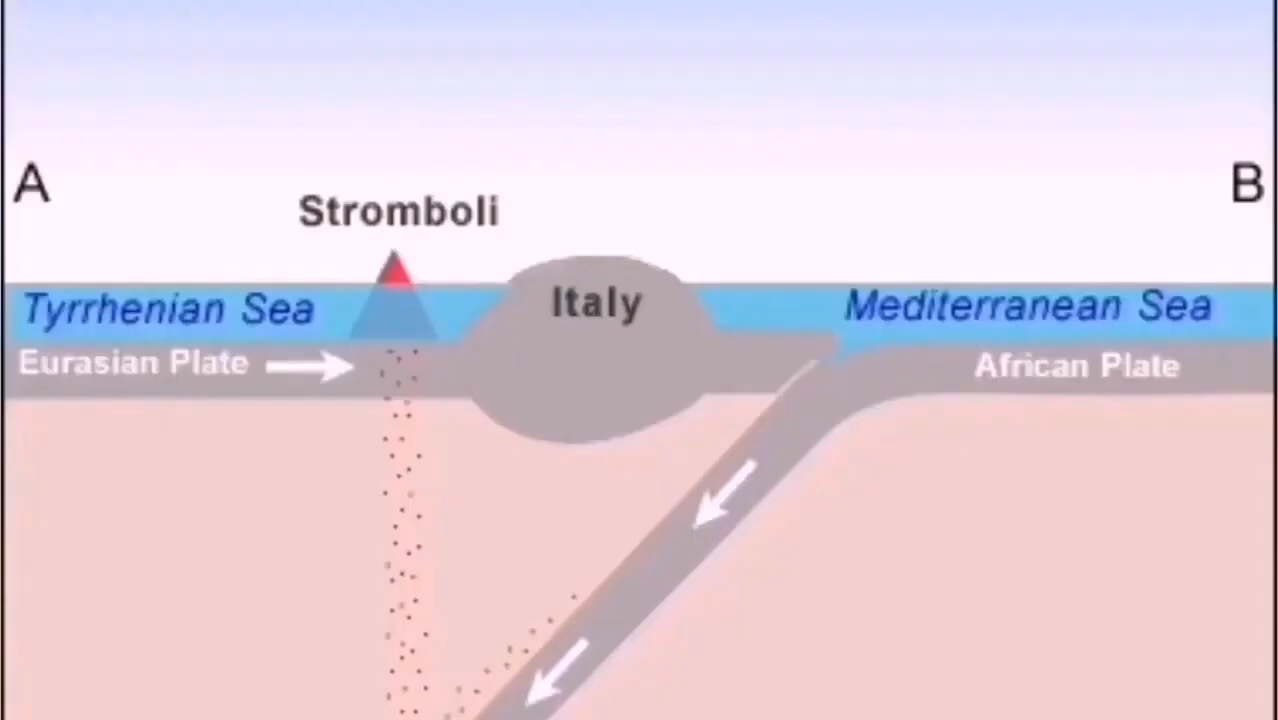 A
B
Stromboli
Italy
Tyrrhenian Sea
Mediterranean Sea
Eurasian Plate
African Plate